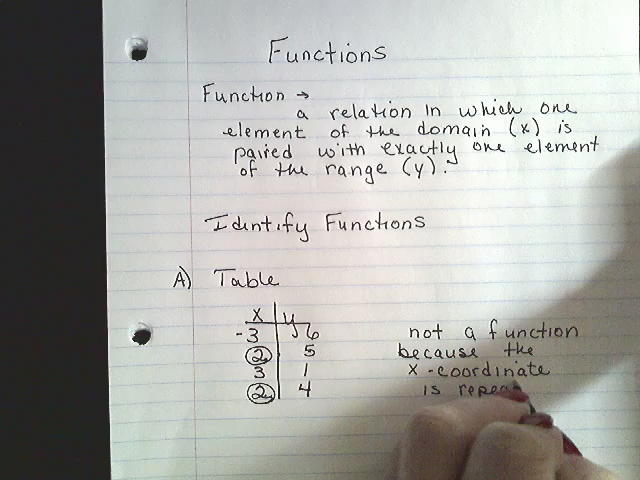 Functions
Function →
a relation in which one
element of the domain (x) is
paired with exactly one element
of the range (y).
Identify Functions
A) Table
x y
-3 6
2 5
3 1
2 4
not a function
because the
x-coordinate
is